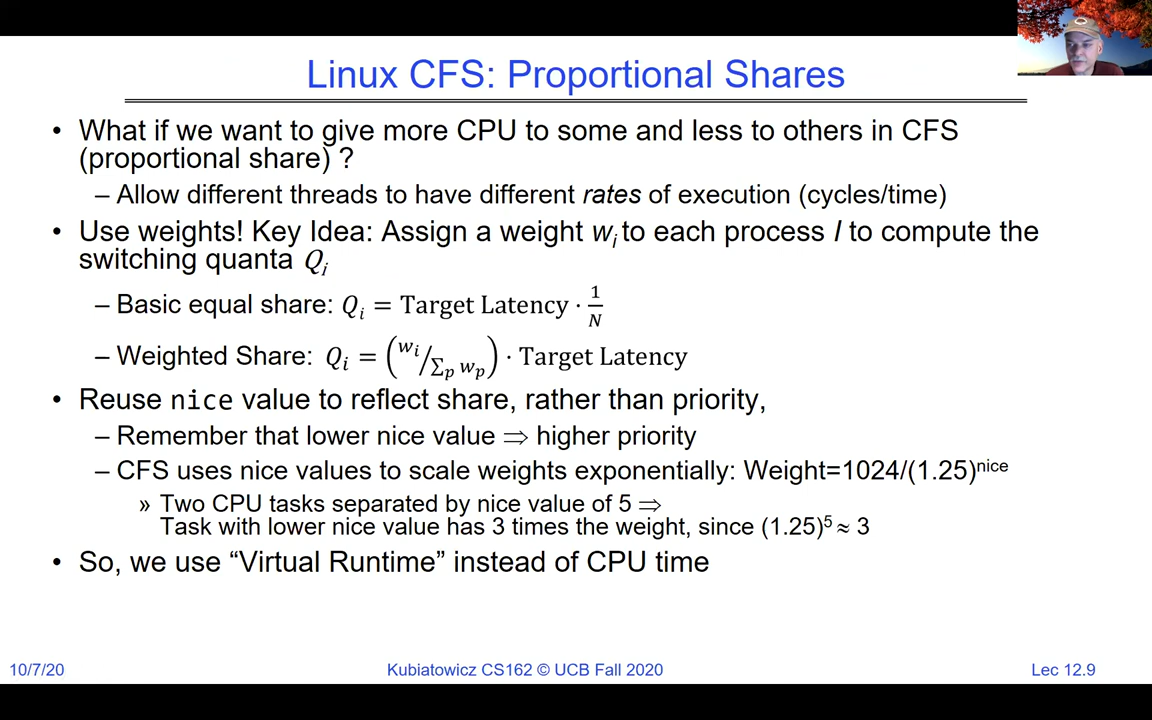 Linux CFS: Proportional Shares
• What if we want to give more CPU to some and less to others in CFS
(proportional share) ?
– Allow different threads to have different rates of execution (cycles/time)
• Use weights! Key Idea: Assign a weight wᵢ to each process I to compute the
switching quanta Qᵢ
– Basic equal share: Qᵢ = Target Latency · 1/N
– Weighted Share: Qᵢ = (wᵢ/∑ₚ wₚ) · Target Latency
• Reuse nice value to reflect share, rather than priority,
– Remember that lower nice value ⇒ higher priority
– CFS uses nice values to scale weights exponentially: Weight=1024/(1.25)^nice
» Two CPU tasks separated by nice value of 5 ⇒
Task with lower nice value has 3 times the weight, since (1.25)⁵ ≈ 3
• So, we use “Virtual Runtime” instead of CPU time
10/7/20 Kubiatowicz CS162 © UCB Fall 2020 Lec 12.9